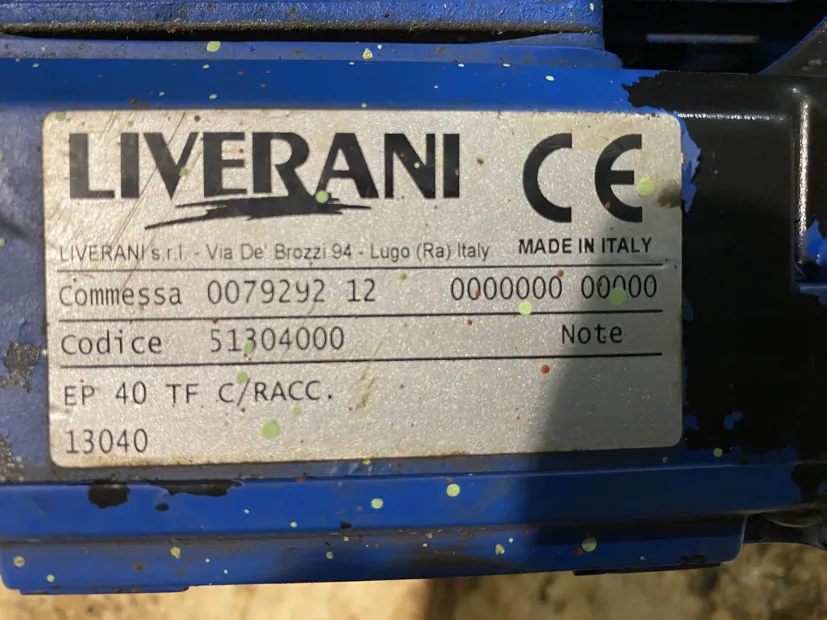 LIVERANI CE
LIVERANI s.r.l. - Via De' Brozzi 94 - Lugo (Ra) Italy MADE IN ITALY
Commessa 0079292 12 0000000 00000
Codice 51304000 Note
EP 40 TF C/RACC.
13040